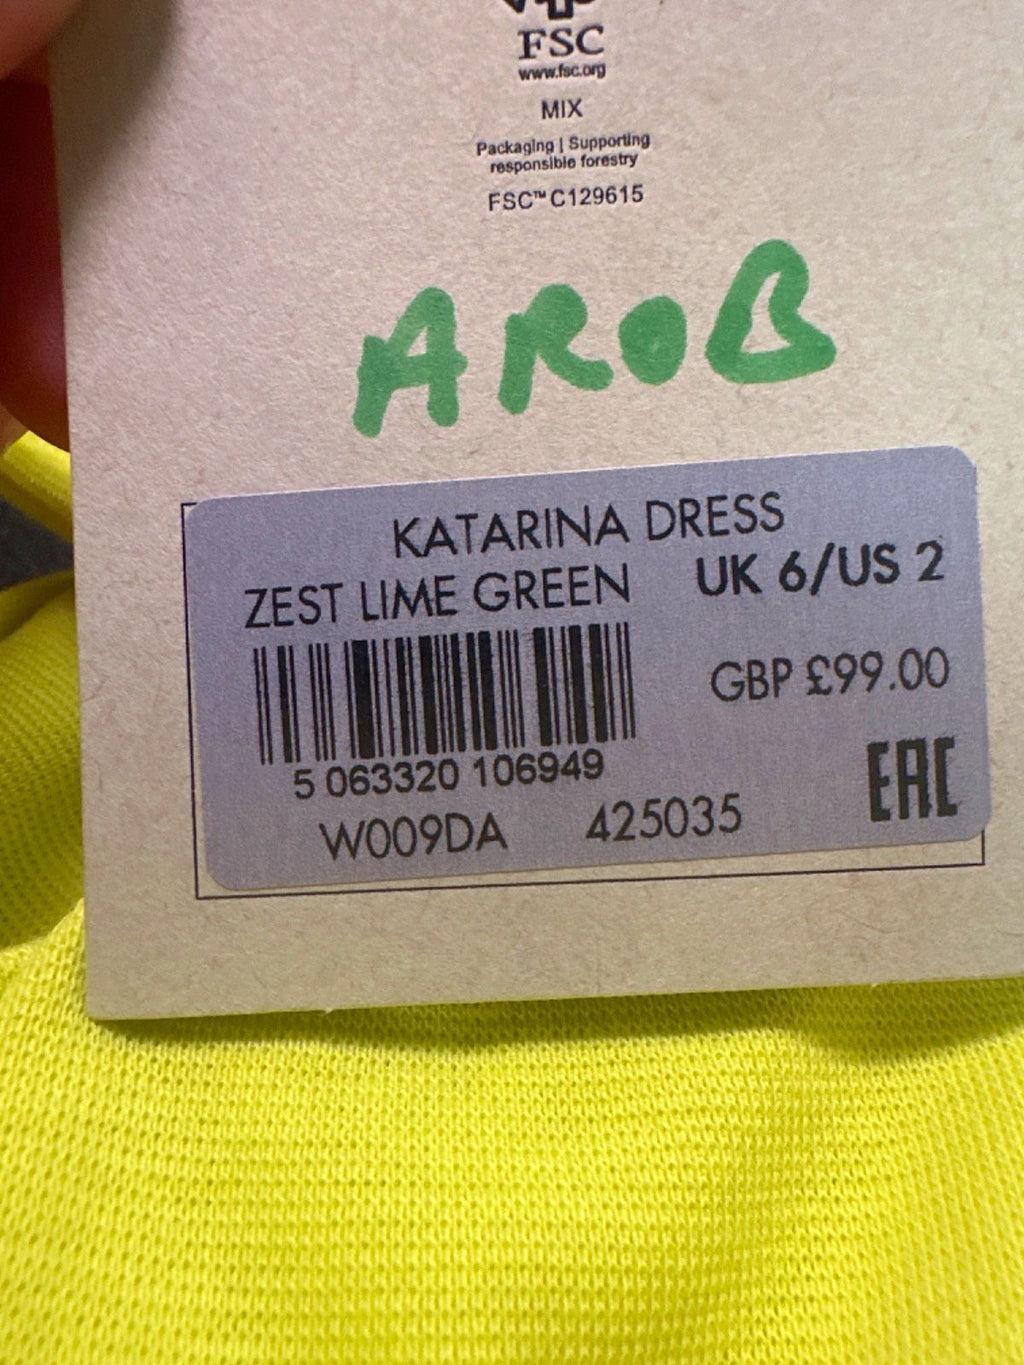 FSC
www.fsc.org
MIX
Packaging | Supporting
responsible forestry
FSC™ C129615
AROB
KATARINA DRESS
ZEST LIME GREEN UK 6/US 2
GBP £99.00
5 063320 106949
W009DA 425035
EAC